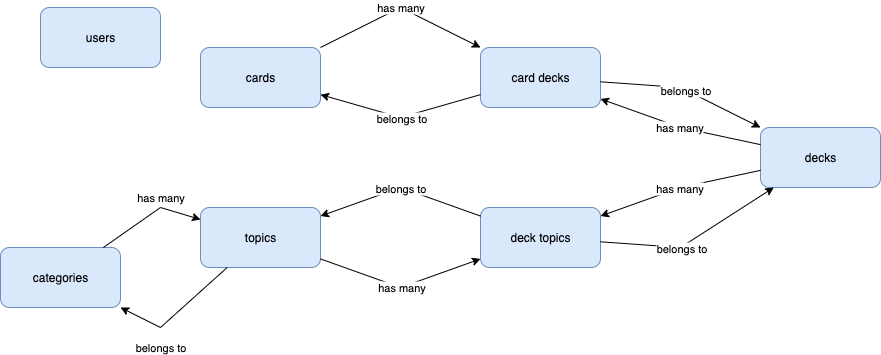 has many
users
cards
card decks
belongs to
belongs to
has many
decks
has many
belongs to
has many
topics
deck topics
belongs to
categories
has many
belongs to